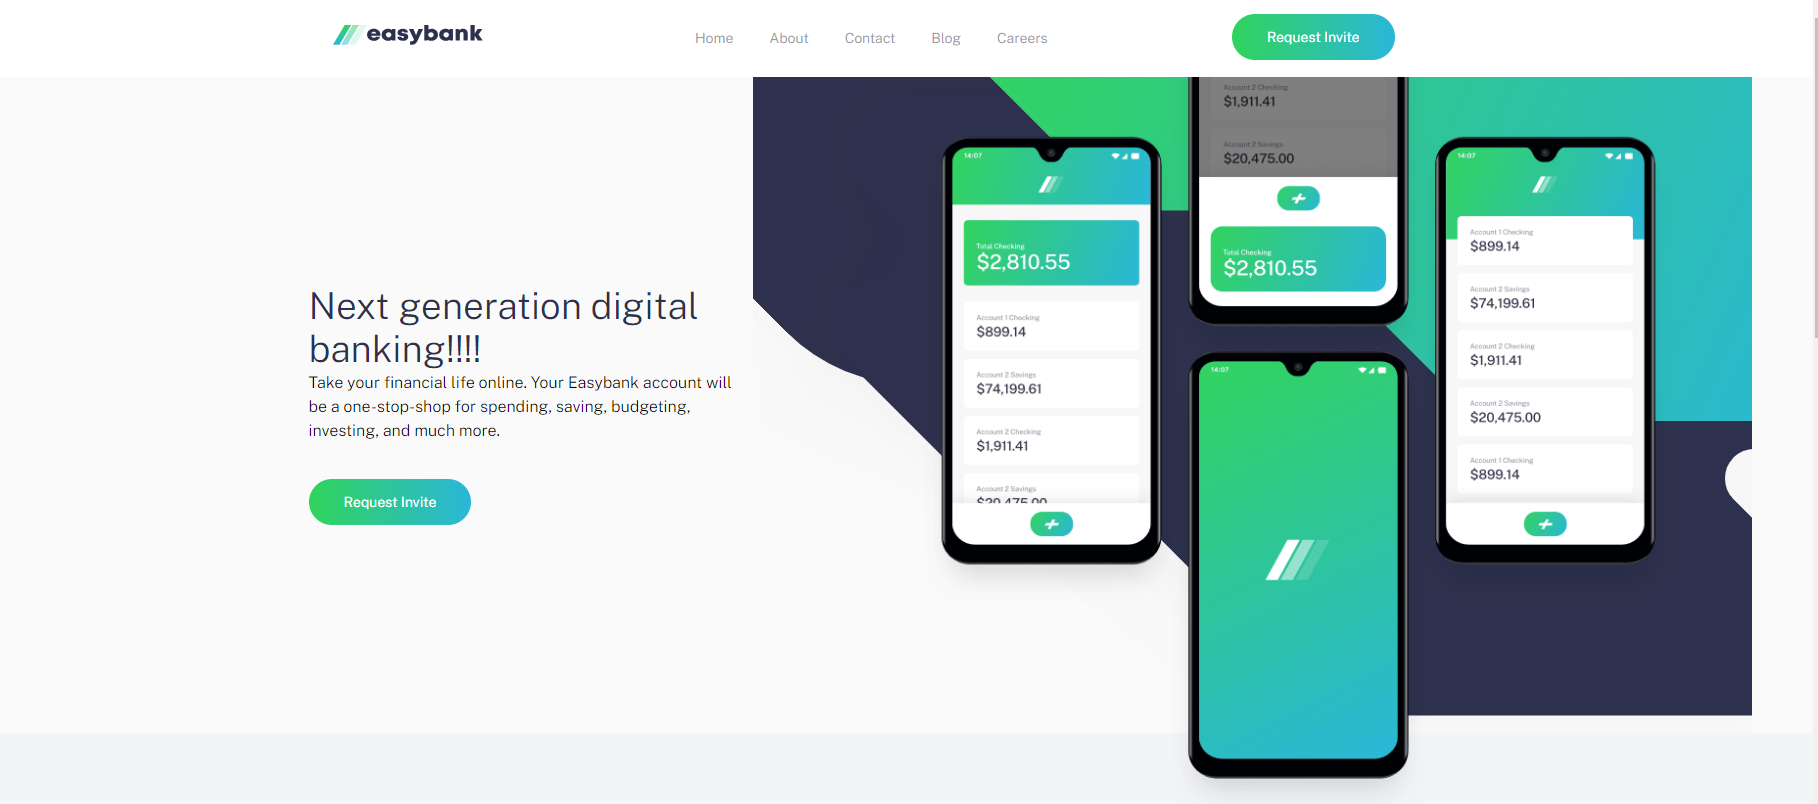 easybank
Home
About
Contact
Blog
Careers
Request Invite
Next generation digital
banking!!!!
Take your financial life online. Your Easybank account will
be a one-stop-shop for spending, saving, budgeting,
investing, and much more.
Request Invite
14:07
Total Checking
$2,810.55
Account 1 Checking
$899.14
Account 2 Savings
$74,199.61
Account 2 Checking
$1,911.41
Account 2 Savings
$20,475.00
Account 2 Checking
$1,911.41
Account 2 Savings
$20,475.00
Total Checking
$2,810.55
14:07
14:07
Account 1 Checking
$899.14
Account 2 Savings
$74,199.61
Account 2 Checking
$1,911.41
Account 2 Savings
$20,475.00
Account 1 Checking
$899.14